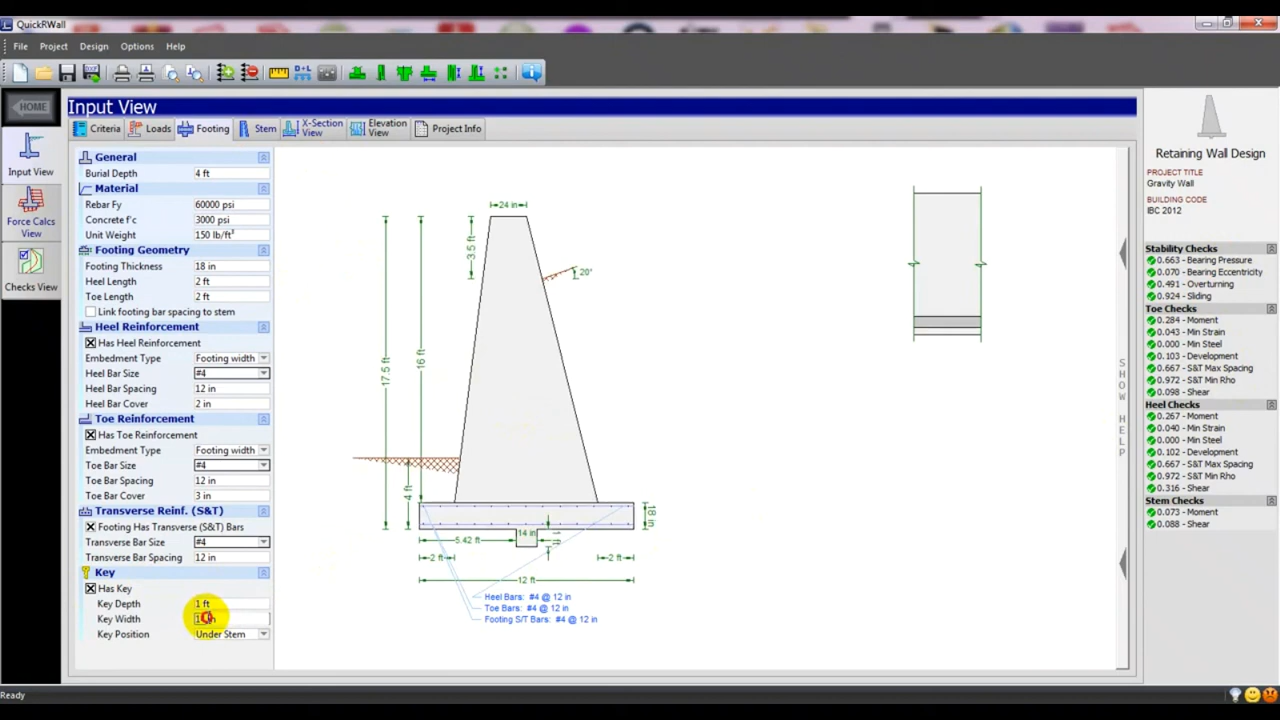 QuickRWall
File Project Design Options Help
HOME
Input View
Force Calcs View
Checks View
Input View
Criteria Loads Footing Stem X-Section View Elevation View Project Info
General
Burial Depth 4 ft
Material
Rebar Fy 60000 psi
Concrete f'c 3000 psi
Unit Weight 150 lb/ft³
Footing Geometry
Footing Thickness 18 in
Heel Length 2 ft
Toe Length 2 ft
Link footing bar spacing to stem
Heel Reinforcement
Has Heel Reinforcement
Embedment Type Footing width
Heel Bar Size #4
Heel Bar Spacing 12 in
Heel Bar Cover 2 in
Toe Reinforcement
Has Toe Reinforcement
Embedment Type Footing width
Toe Bar Size #4
Toe Bar Spacing 12 in
Toe Bar Cover 3 in
Transverse Reinf. (S&T)
Footing Has Transverse (S&T) Bars
Transverse Bar Size #4
Transverse Bar Spacing 12 in
Key
Has Key
Key Depth 1 ft
Key Width
Key Position Under Stem
24 in
3.5 ft
20°
17.5 ft
16 ft
4 ft
18 in
14 in
5.42 ft
1 ft
2 ft
2 ft
12 ft
Heel Bars: #4 @ 12 in
Toe Bars: #4 @ 12 in
Footing S/T Bars: #4 @ 12 in
SHOW HELP
Retaining Wall Design
PROJECT TITLE
Gravity Wall
BUILDING CODE
IBC 2012
Stability Checks
0.663 - Bearing Pressure
0.070 - Bearing Eccentricity
0.491 - Overturning
0.924 - Sliding
Toe Checks
0.284 - Moment
0.043 - Min Strain
0.000 - Min Steel
0.103 - Development
0.667 - S&T Max Spacing
0.972 - S&T Min Rho
0.098 - Shear
Heel Checks
0.267 - Moment
0.040 - Min Strain
0.000 - Min Steel
0.102 - Development
0.667 - S&T Max Spacing
0.972 - S&T Min Rho
0.316 - Shear
Stem Checks
0.073 - Moment
0.088 - Shear
Ready